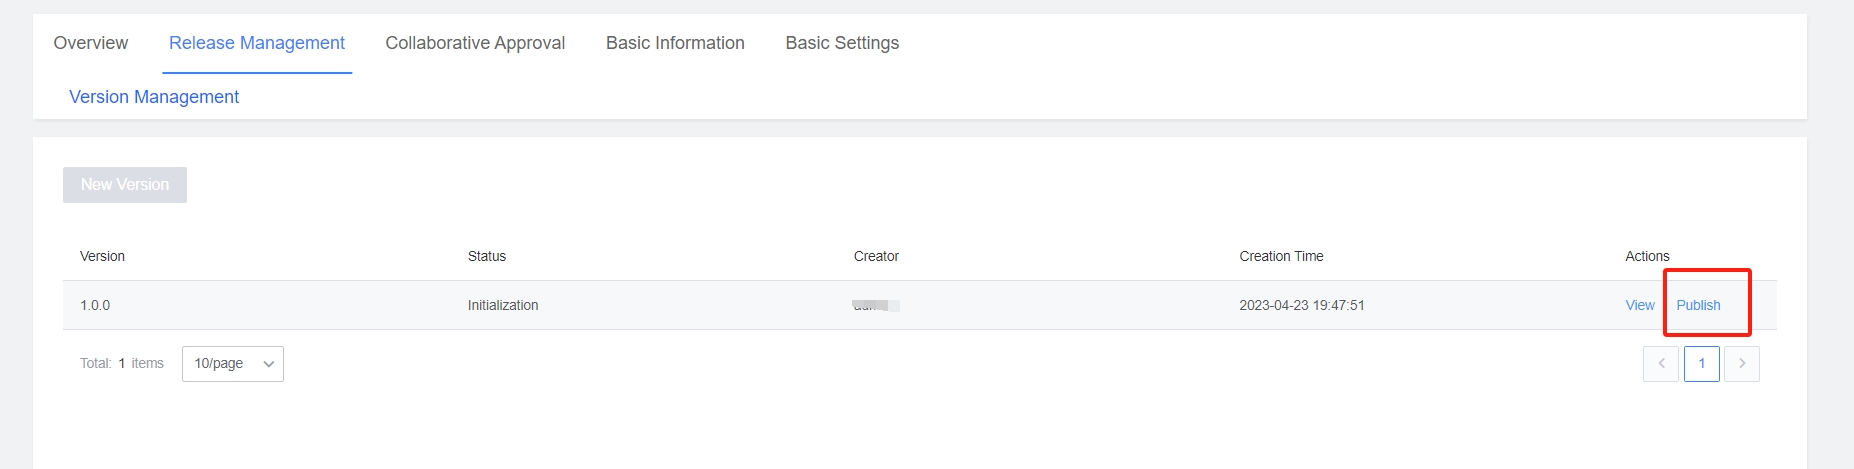 Overview Release Management Collaborative Approval Basic Information Basic Settings
Version Management
New Version
Version Status Creator Creation Time Actions
1.0.0 Initialization 2023-04-23 19:47:51 View Publish
Total: 1 items 10/page 1